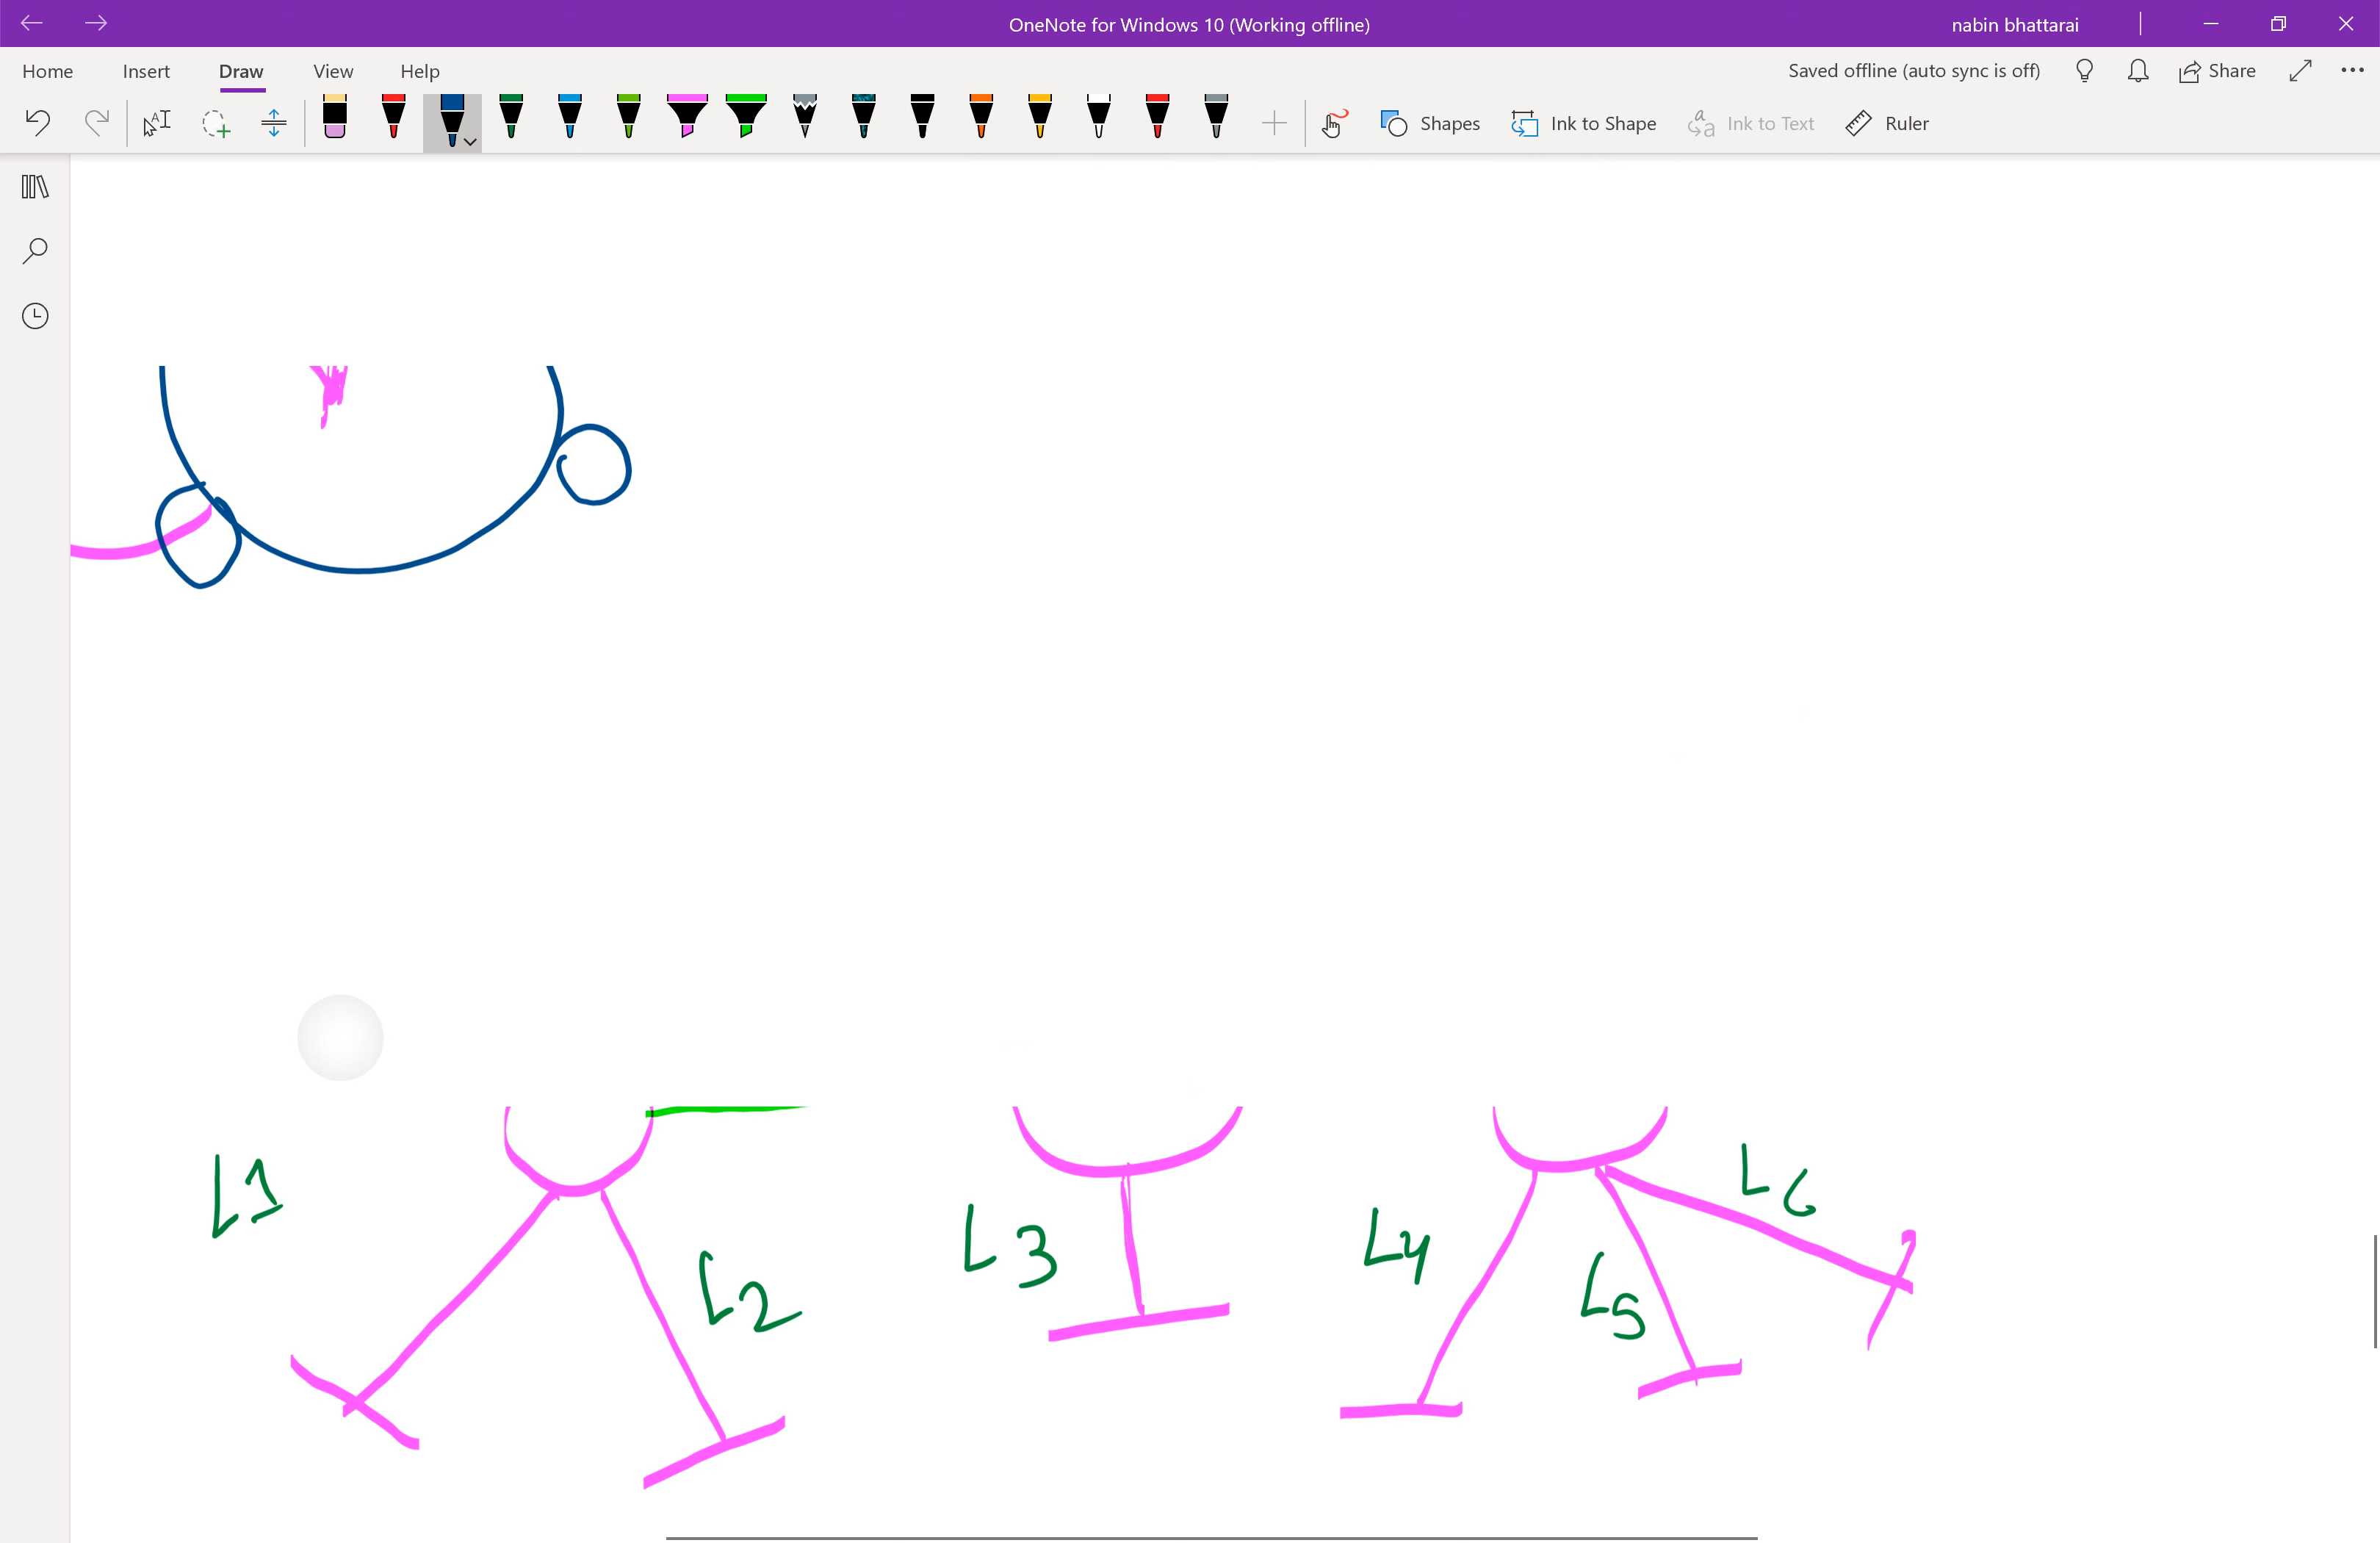 OneNote for Windows 10 (Working offline)
nabin bhattarai
Home Insert Draw View Help
Saved offline (auto sync is off)
Share
Shapes
Ink to Shape
Ink to Text
Ruler
L1
L2
L3
L4
L5
L6